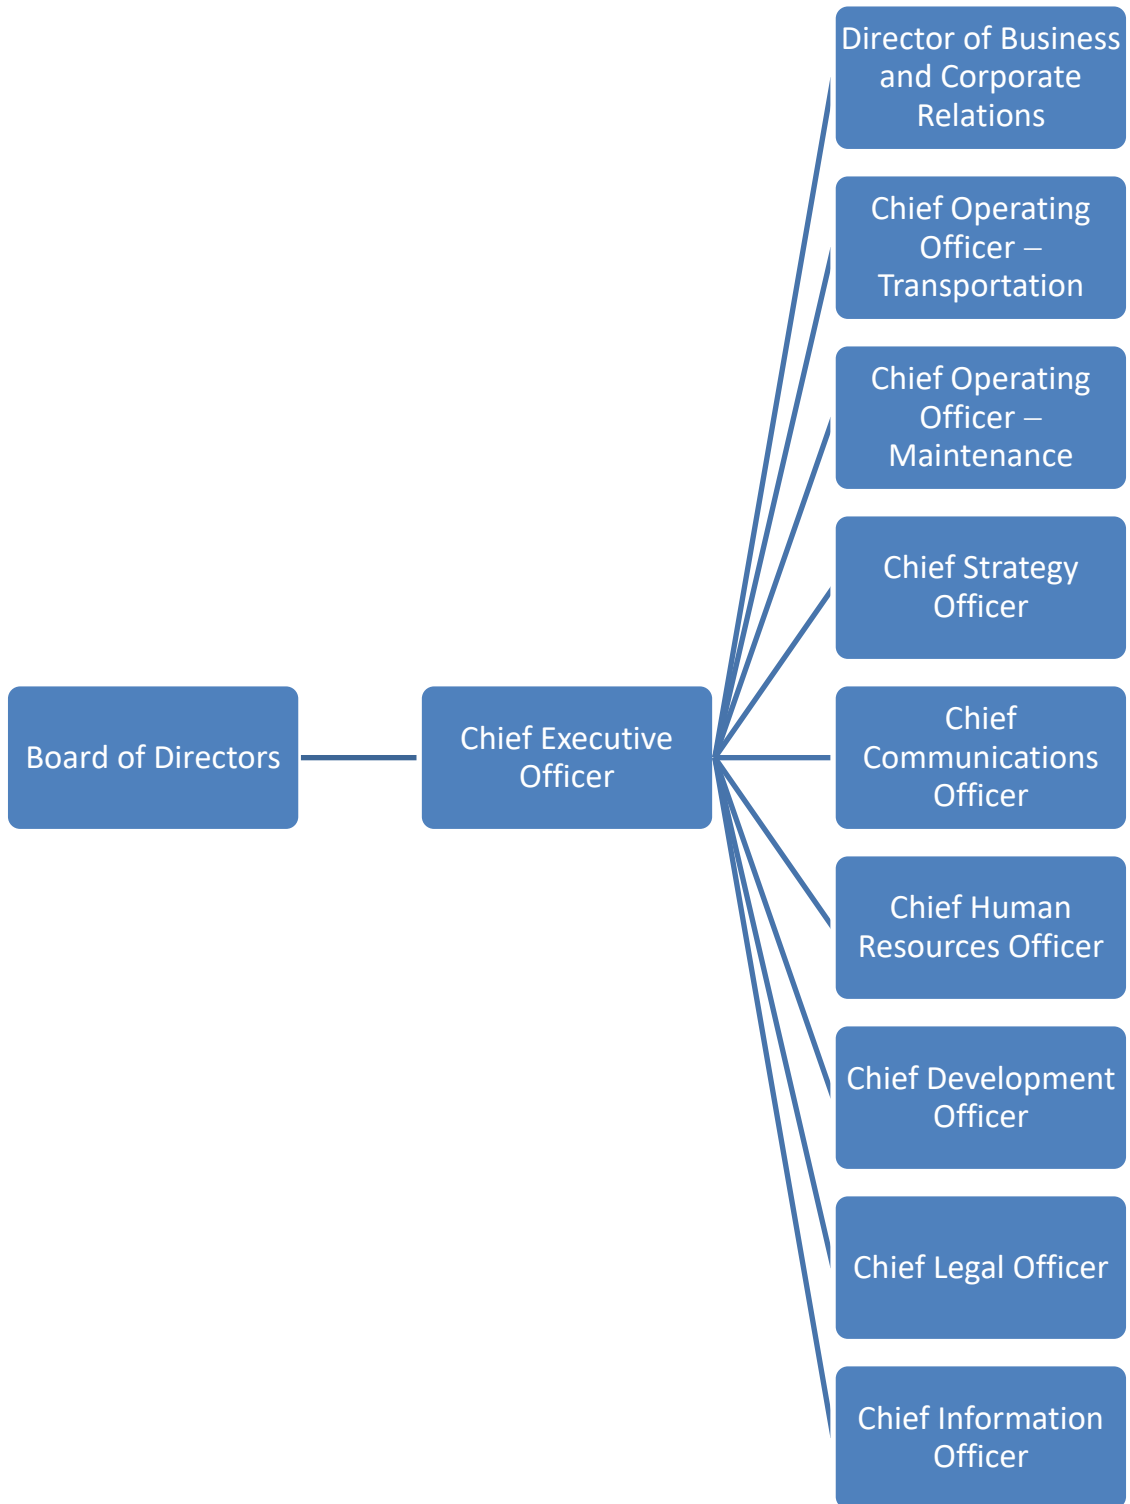 Board of Directors
Chief Executive
Officer
Director of Business
and Corporate
Relations
Chief Operating
Officer –
Transportation
Chief Operating
Officer –
Maintenance
Chief Strategy
Officer
Chief
Communications
Officer
Chief Human
Resources Officer
Chief Development
Officer
Chief Legal Officer
Chief Information
Officer